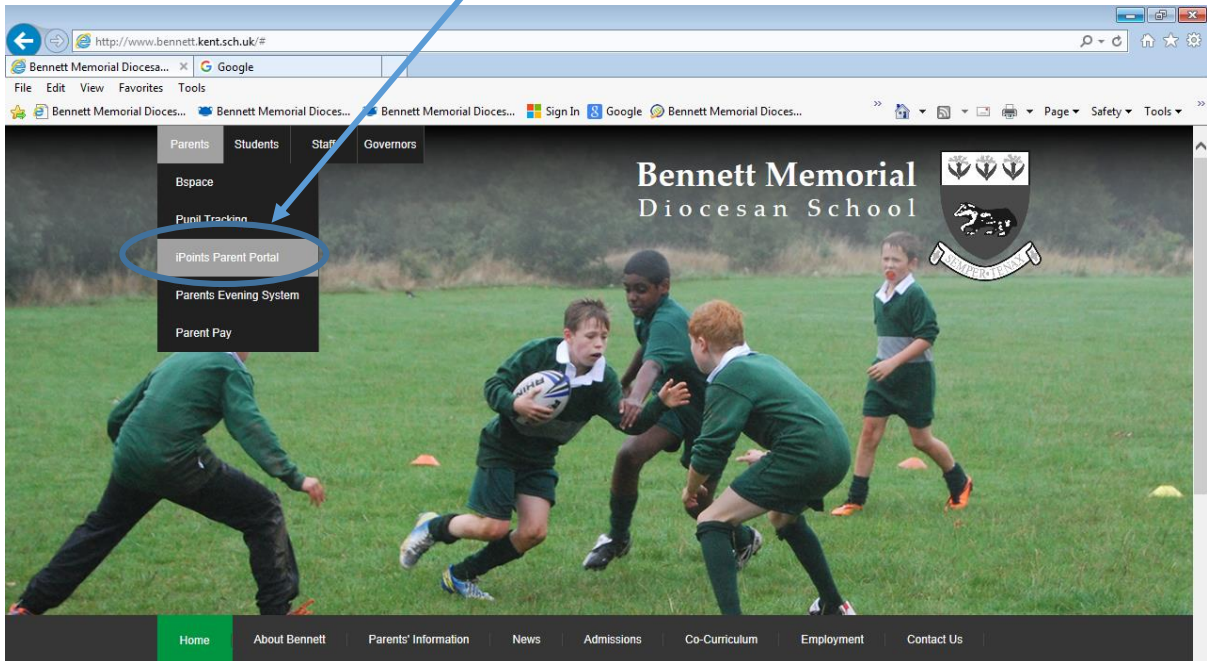 http://www.bennett.kent.sch.uk/#
Bennett Memorial Diocesa...
Google
File Edit View Favorites Tools
Bennett Memorial Dioces... Bennett Memorial Dioces... Bennett Memorial Dioces... Sign In Google Bennett Memorial Dioces... Page Safety Tools
Parents Students Staff Governors
Bspace
Pupil Tracking
iPoints Parent Portal
Parents Evening System
Parent Pay
Bennett Memorial
Diocesan School
SEMPER TENAX
RHIN
Home About Bennett Parents' Information News Admissions Co-Curriculum Employment Contact Us